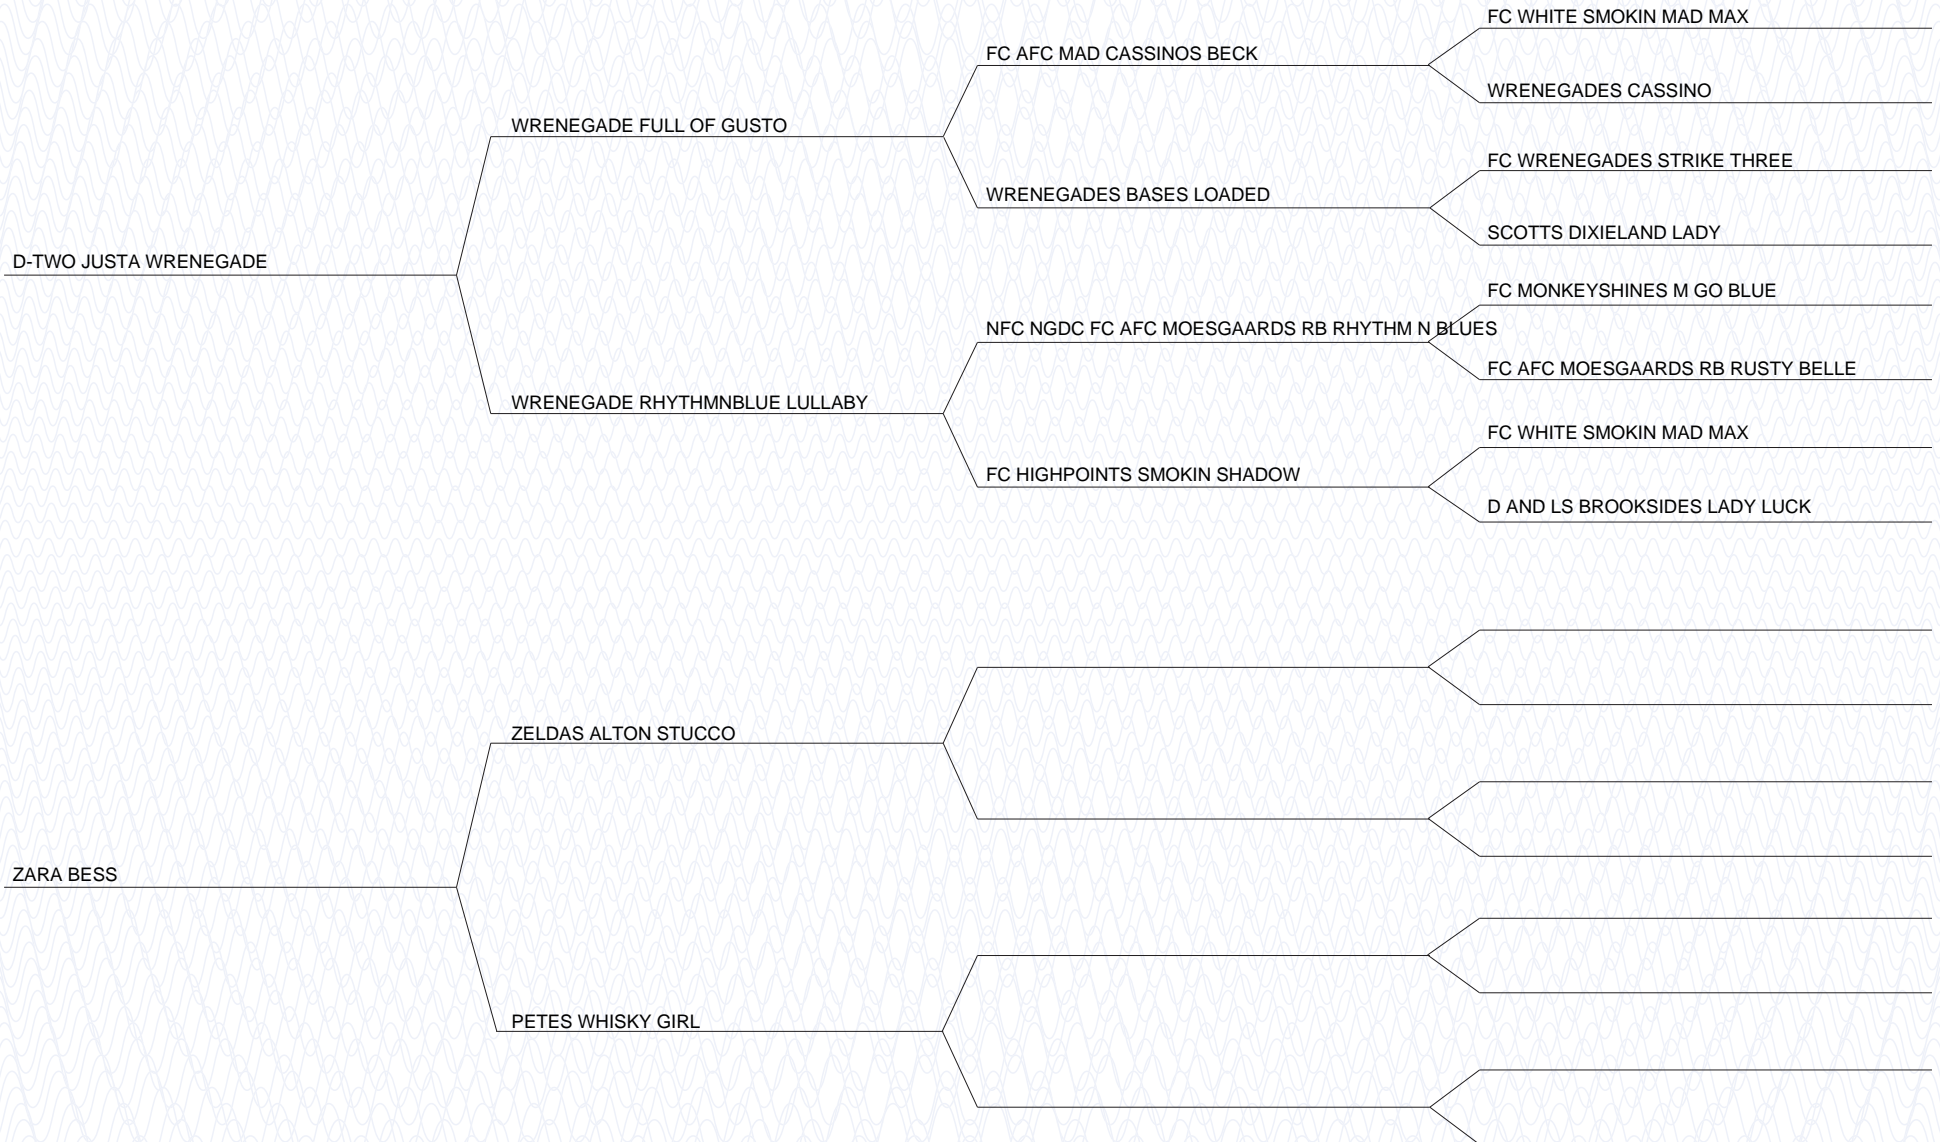 FC WHITE SMOKIN MAD MAX
FC AFC MAD CASSINOS BECK
WRENEGADES CASSINO
WRENEGADE FULL OF GUSTO
FC WRENEGADES STRIKE THREE
WRENEGADES BASES LOADED
SCOTTS DIXIELAND LADY
D-TWO JUSTA WRENEGADE
FC MONKEYSHINES M GO BLUE
NFC NGDC FC AFC MOESGAARDS RB RHYTHM N BLUES
FC AFC MOESGAARDS RB RUSTY BELLE
WRENEGADE RHYTHMNBLUE LULLABY
FC WHITE SMOKIN MAD MAX
FC HIGHPOINTS SMOKIN SHADOW
D AND LS BROOKSIDES LADY LUCK
ZELDAS ALTON STUCCO
ZARA BESS
PETES WHISKY GIRL